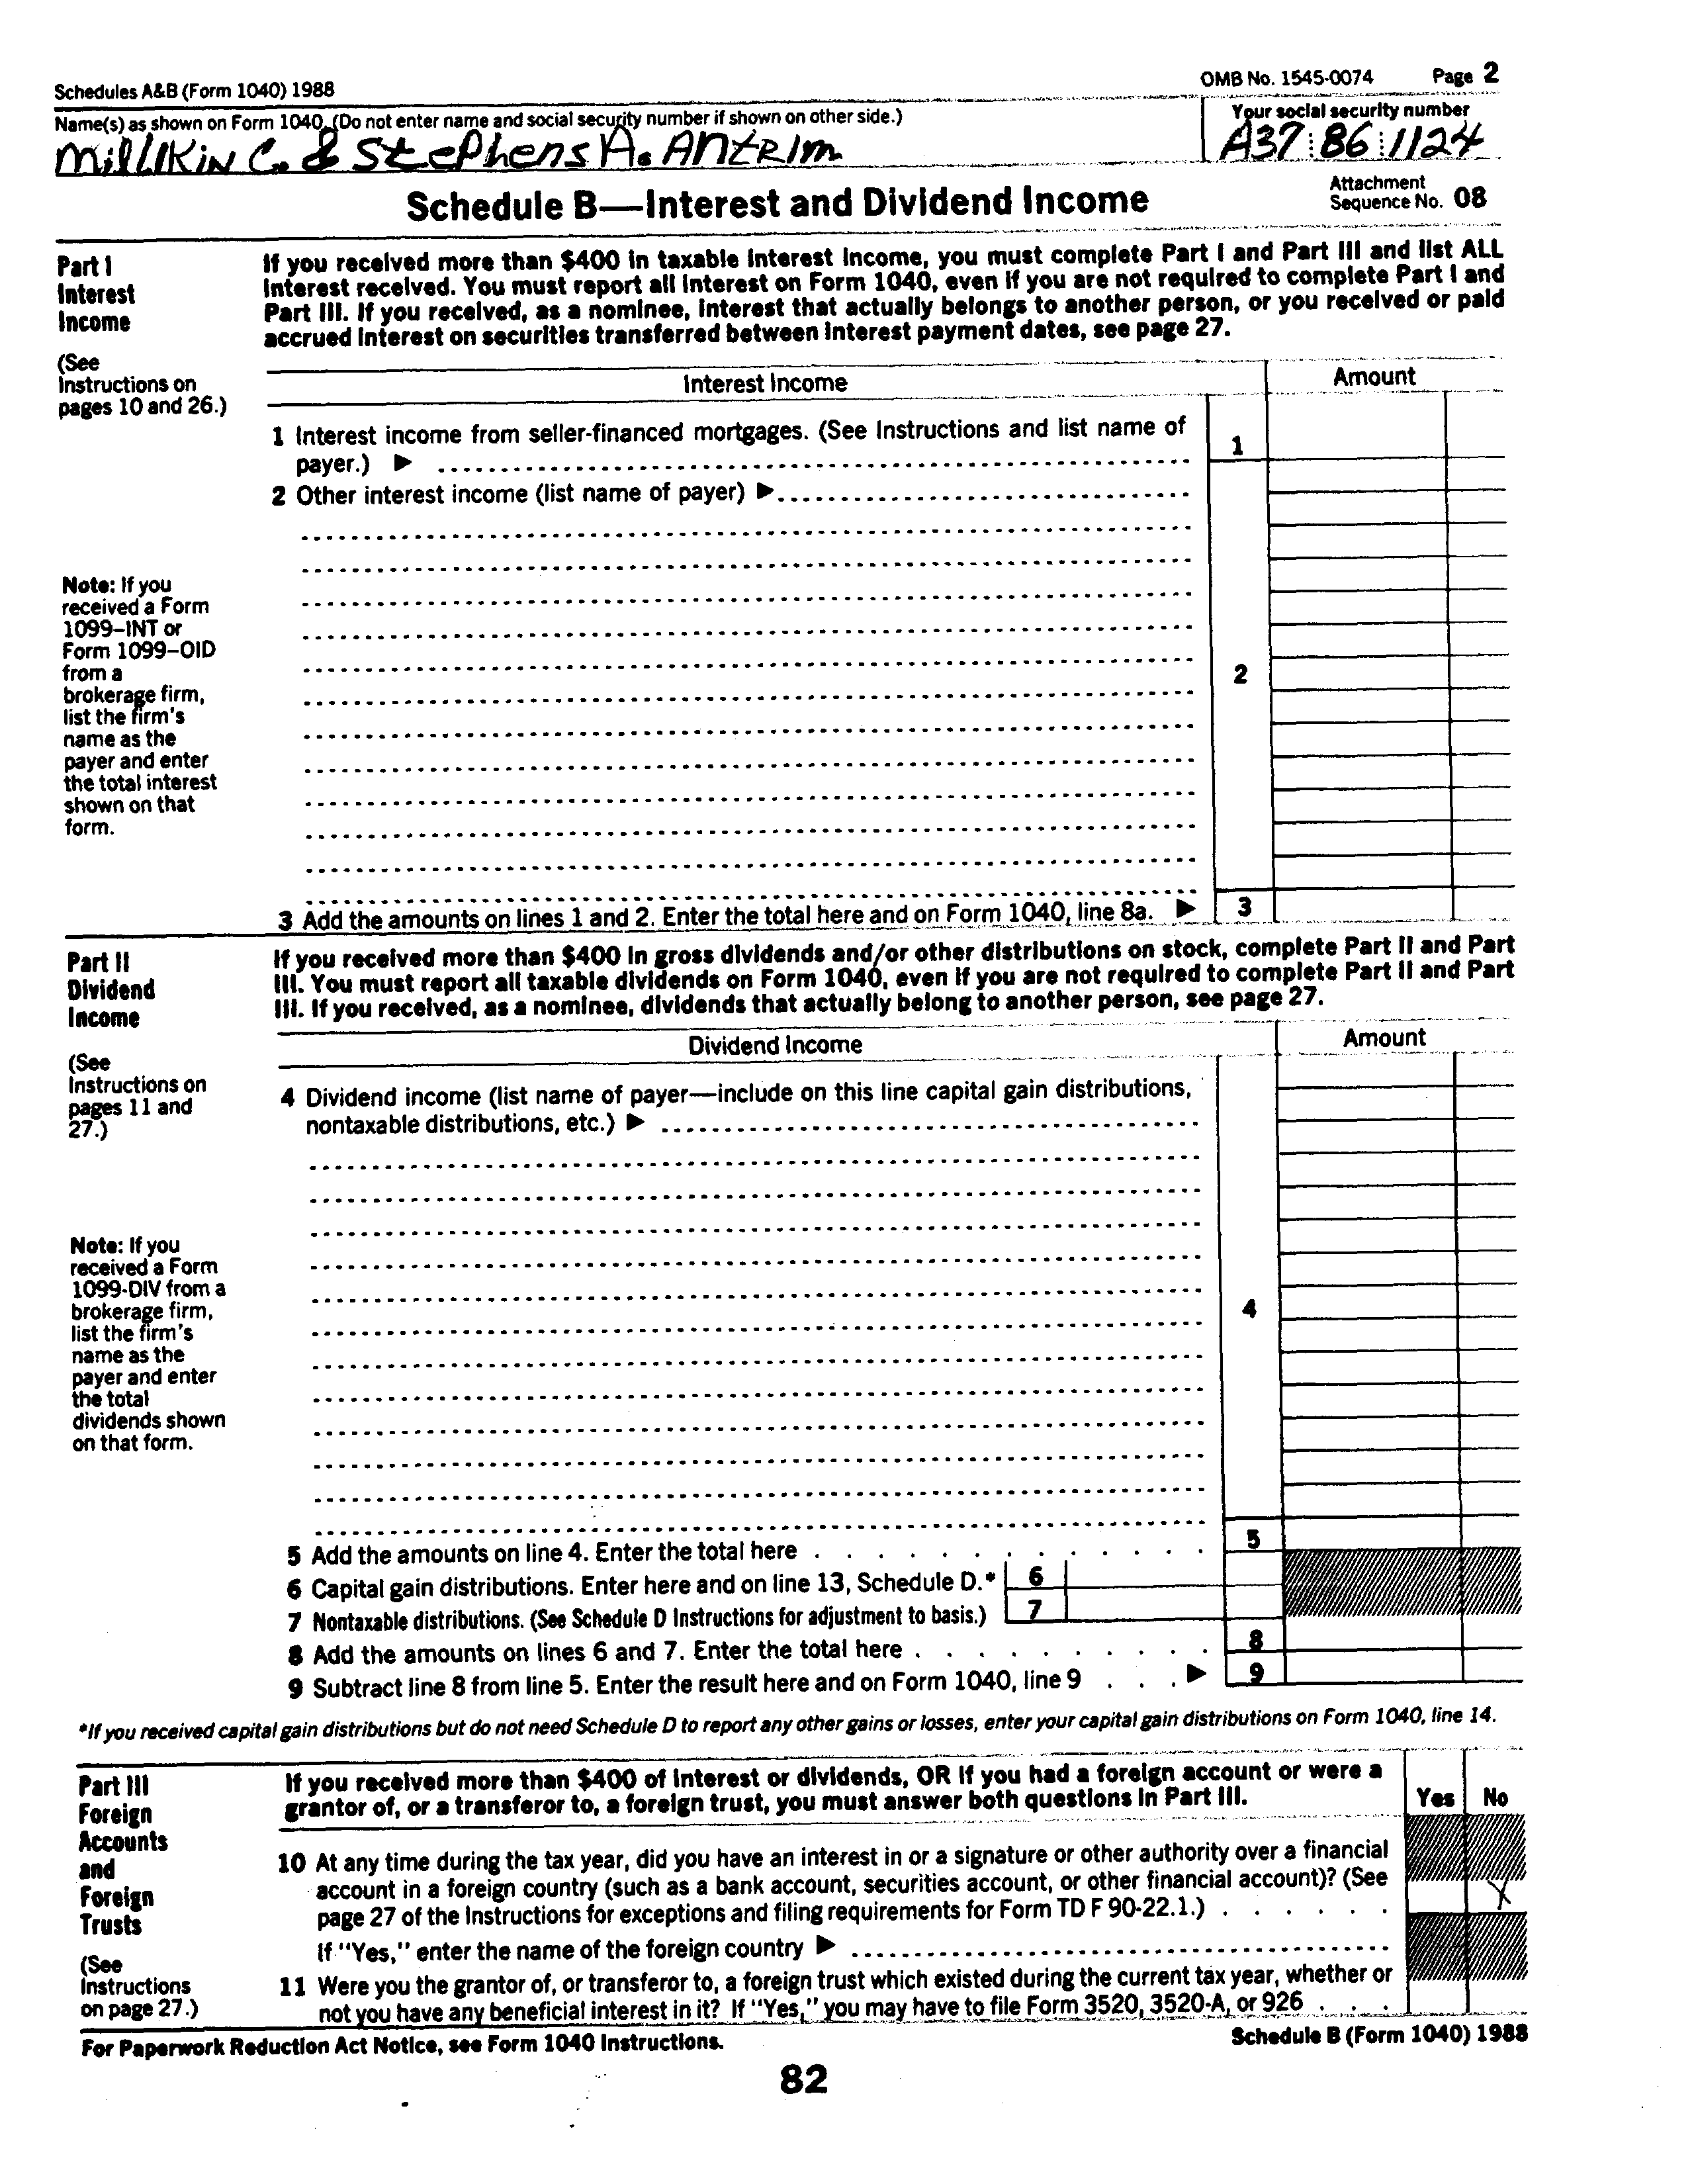 Schedules A&B (Form 1040) 1988
OMB No. 1545-0074 Page 2
Name(s) as shown on Form 1040. (Do not enter name and social security number if shown on other side.)
Your social security number
MilliKiN C. & StePhens A. ANtRIm
A37 86 1124
Schedule B—Interest and Dividend Income
Attachment
Sequence No. 08
Part I
Interest
Income
(See
Instructions on
pages 10 and 26.)
If you received more than $400 in taxable interest income, you must complete Part I and Part III and list ALL
interest received. You must report all interest on Form 1040, even if you are not required to complete Part I and
Part III. If you received, as a nominee, interest that actually belongs to another person, or you received or paid
accrued interest on securities transferred between interest payment dates, see page 27.
Interest Income
Amount
1 Interest income from seller-financed mortgages. (See Instructions and list name of
payer.) ▶
1
2 Other interest income (list name of payer) ▶
Note: If you
received a Form
1099–INT or
Form 1099–OID
from a
brokerage firm,
list the firm's
name as the
payer and enter
the total interest
shown on that
form.
2
3 Add the amounts on lines 1 and 2. Enter the total here and on Form 1040, line 8a. ▶ 3
Part II
Dividend
Income
(See
Instructions on
pages 11 and
27.)
If you received more than $400 in gross dividends and/or other distributions on stock, complete Part II and Part
III. You must report all taxable dividends on Form 1040, even if you are not required to complete Part II and Part
III. If you received, as a nominee, dividends that actually belong to another person, see page 27.
Dividend Income
Amount
4 Dividend income (list name of payer—include on this line capital gain distributions,
nontaxable distributions, etc.) ▶
Note: If you
received a Form
1099-DIV from a
brokerage firm,
list the firm's
name as the
payer and enter
the total
dividends shown
on that form.
4
5 Add the amounts on line 4. Enter the total here . . . . . . . . . . . . 5
6 Capital gain distributions. Enter here and on line 13, Schedule D.* 6
7 Nontaxable distributions. (See Schedule D Instructions for adjustment to basis.) 7
8 Add the amounts on lines 6 and 7. Enter the total here . . . . . . . . . . 8
9 Subtract line 8 from line 5. Enter the result here and on Form 1040, line 9 . . . ▶ 9
*If you received capital gain distributions but do not need Schedule D to report any other gains or losses, enter your capital gain distributions on Form 1040, line 14.
Part III
Foreign
Accounts
and
Foreign
Trusts
(See
Instructions
on page 27.)
If you received more than $400 of interest or dividends, OR if you had a foreign account or were a
grantor of, or a transferor to, a foreign trust, you must answer both questions in Part III.
Yes No
10 At any time during the tax year, did you have an interest in or a signature or other authority over a financial
account in a foreign country (such as a bank account, securities account, or other financial account)? (See
page 27 of the Instructions for exceptions and filing requirements for Form TD F 90-22.1.) . . . . . . X
If "Yes," enter the name of the foreign country ▶
11 Were you the grantor of, or transferor to, a foreign trust which existed during the current tax year, whether or
not you have any beneficial interest in it? If "Yes," you may have to file Form 3520, 3520-A, or 926 . . .
For Paperwork Reduction Act Notice, see Form 1040 Instructions.
Schedule B (Form 1040) 1988
82